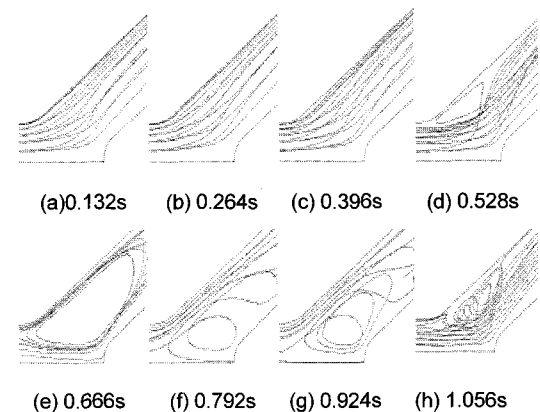 (a)0.132s
(b) 0.264s
(c) 0.396s
(d) 0.528s
(e) 0.666s
(f) 0.792s
(g) 0.924s
(h) 1.056s